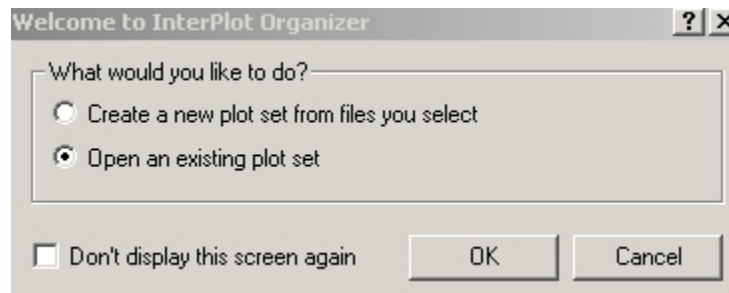 Welcome to InterPlot Organizer ? X
What would you like to do?
Create a new plot set from files you select
Open an existing plot set
Don't display this screen again OK Cancel